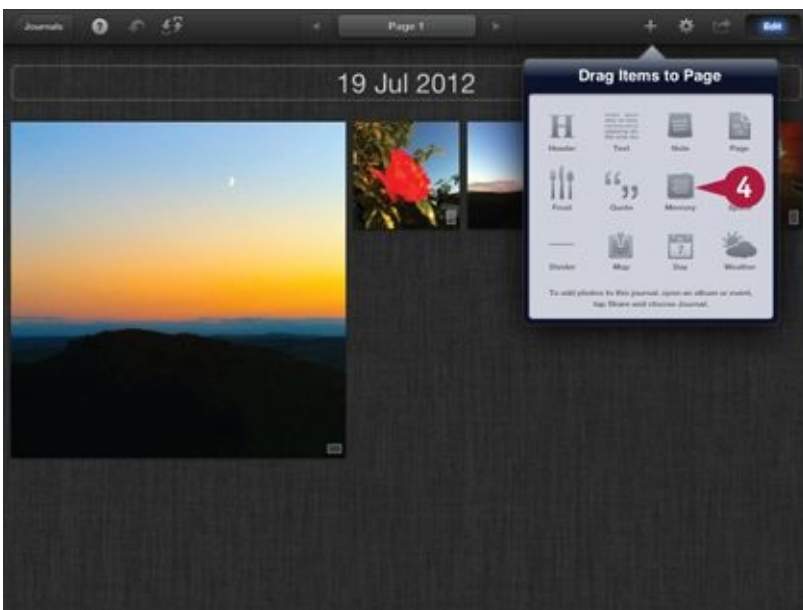 Journals ? Page 1 Edit
19 Jul 2012
Drag Items to Page
Header Text Note Page
4
Food Quote Memory
7
Divider Map Day Weather
To add photos to this journal, open an album or event,
tap Share and choose Journal.